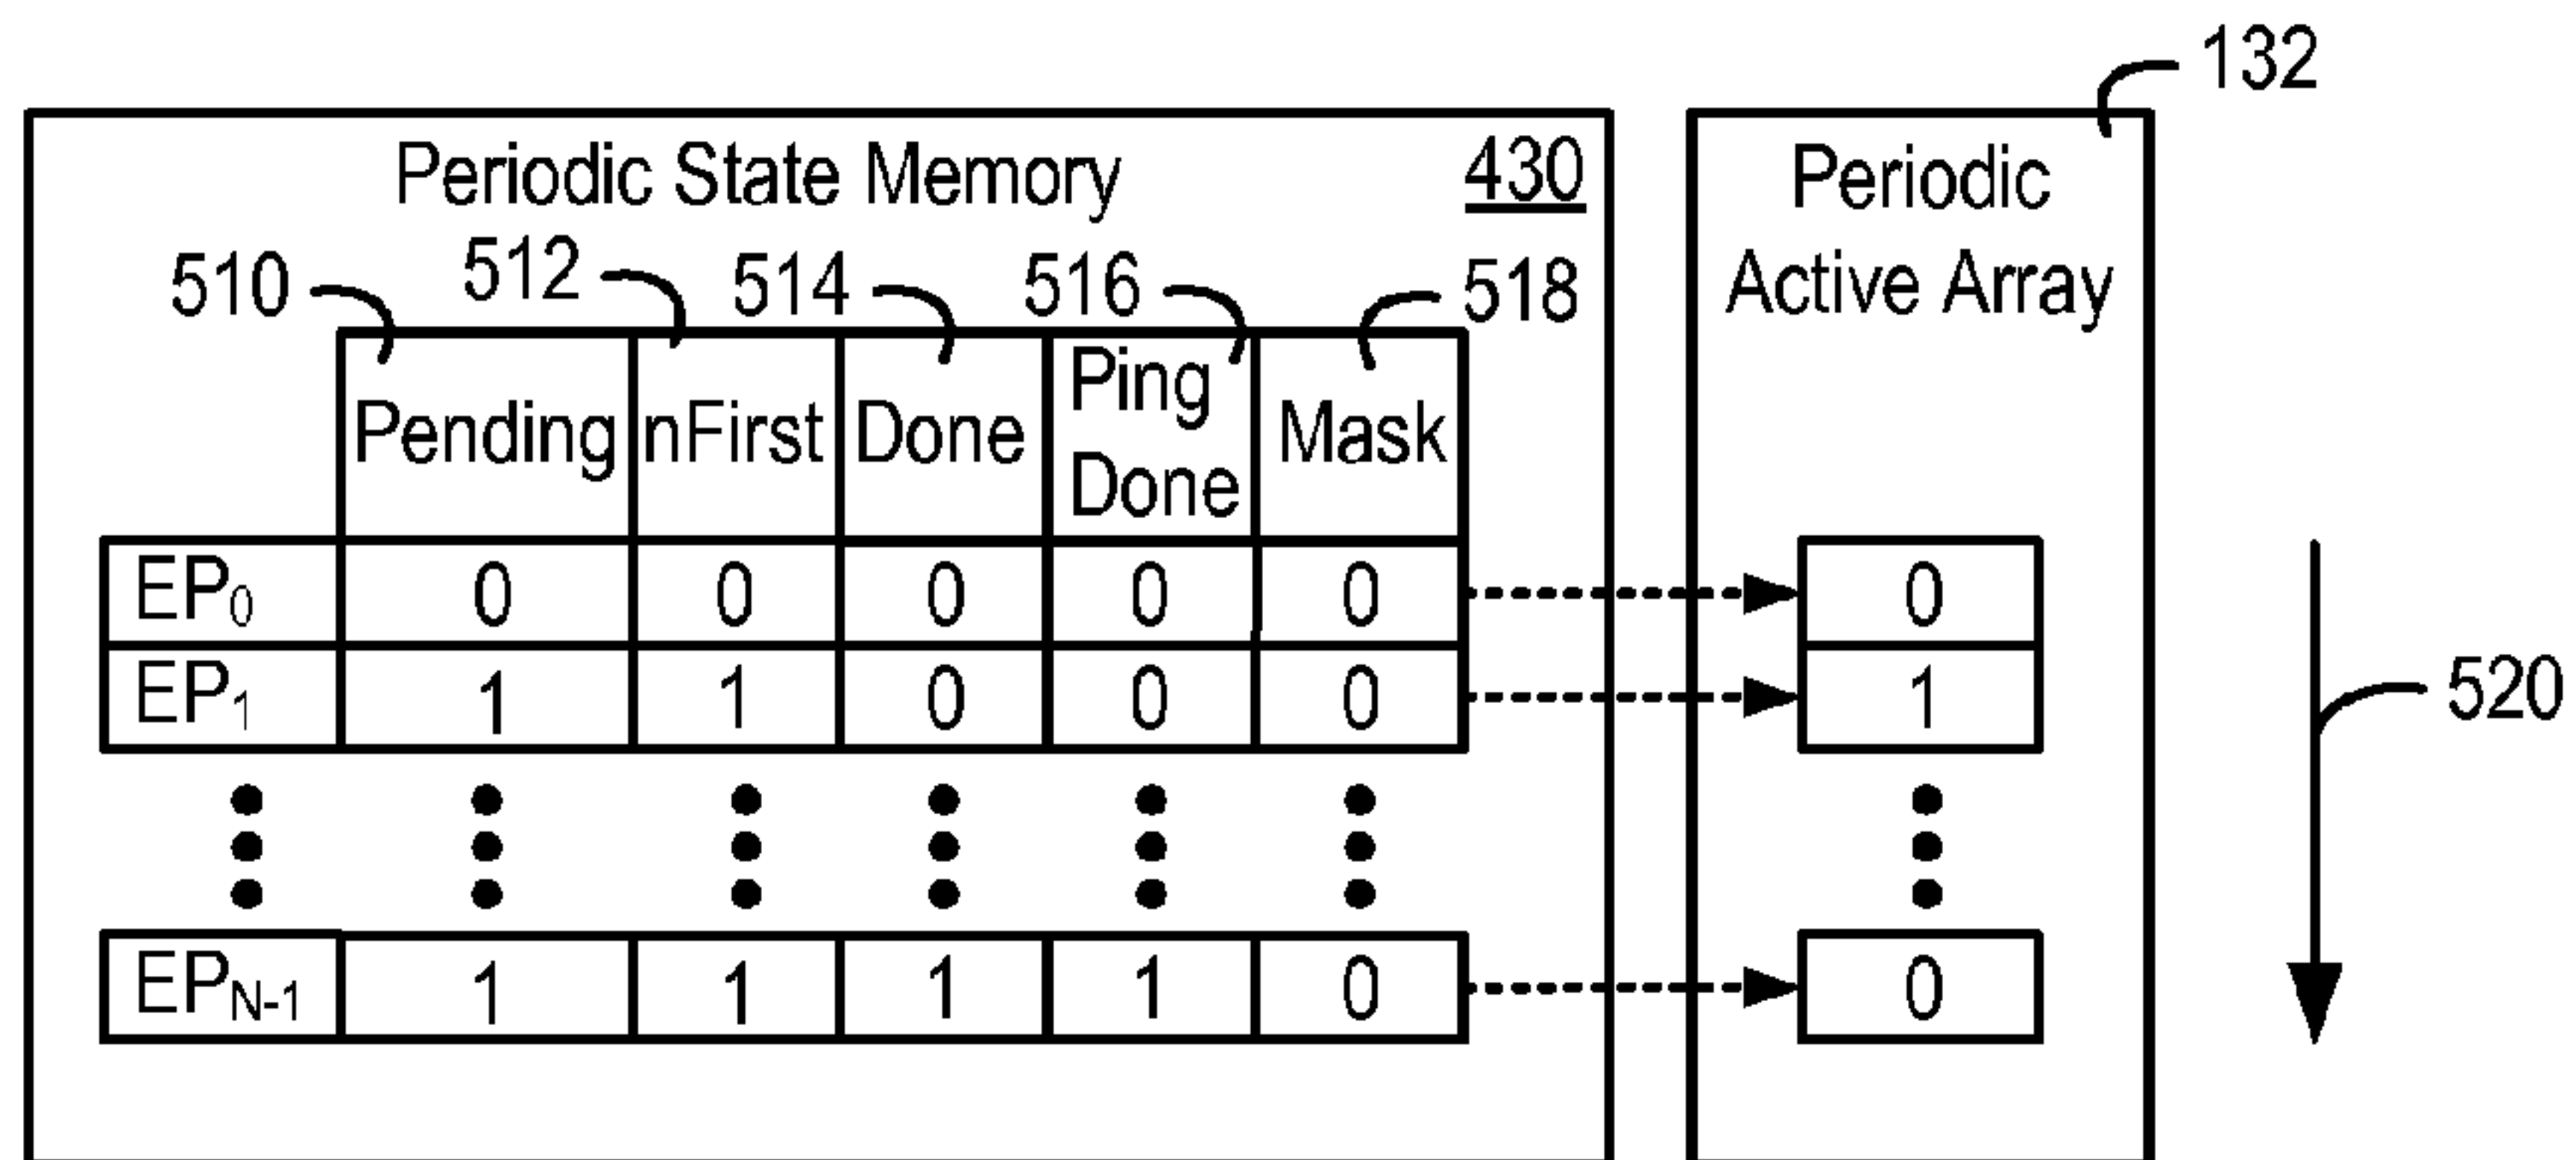 132
Periodic State Memory 430
Periodic
Active Array
510 512 514 516 518
Pending nFirst Done Ping Done Mask
EP0 0 0 0 0 0 0
EP1 1 1 0 0 0 1
520
EPN-1 1 1 1 1 0 0